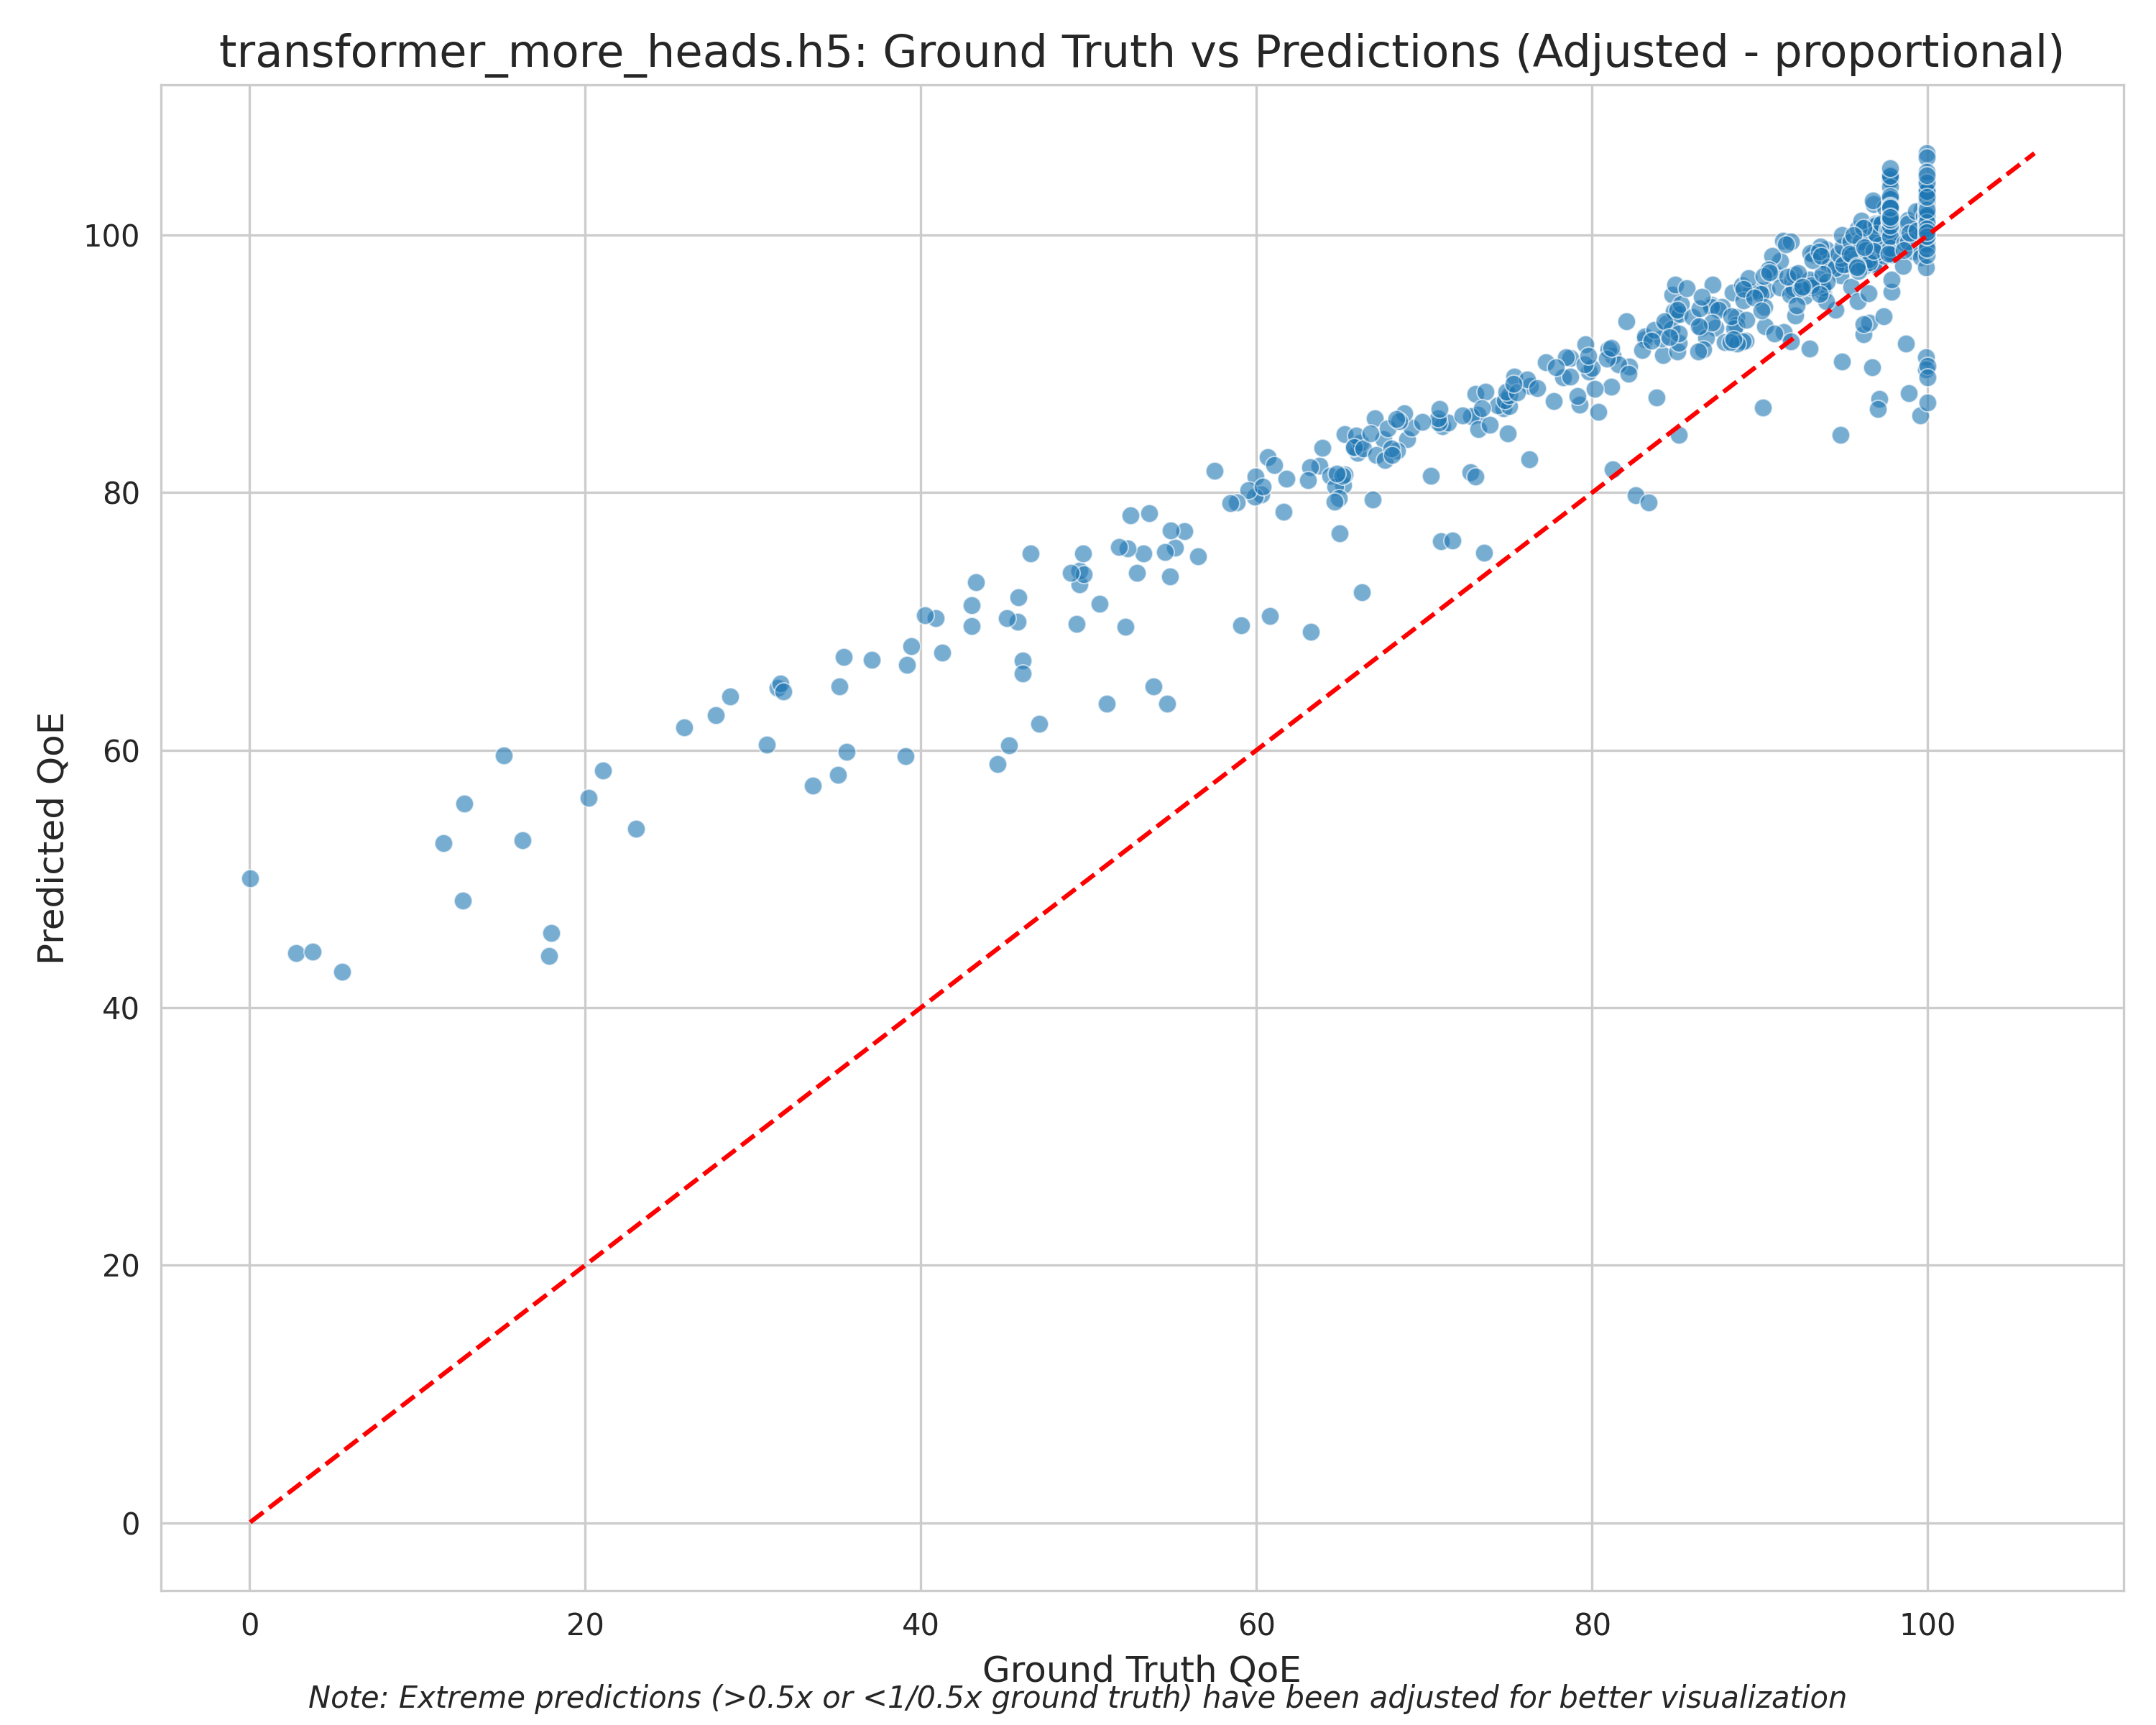 transformer_more_heads.h5: Ground Truth vs Predictions (Adjusted - proportional)
Predicted QoE
100
80
60
40
20
0
0 20 40 60 80 100
Ground Truth QoE
Note: Extreme predictions (>0.5x or <1/0.5x ground truth) have been adjusted for better visualization